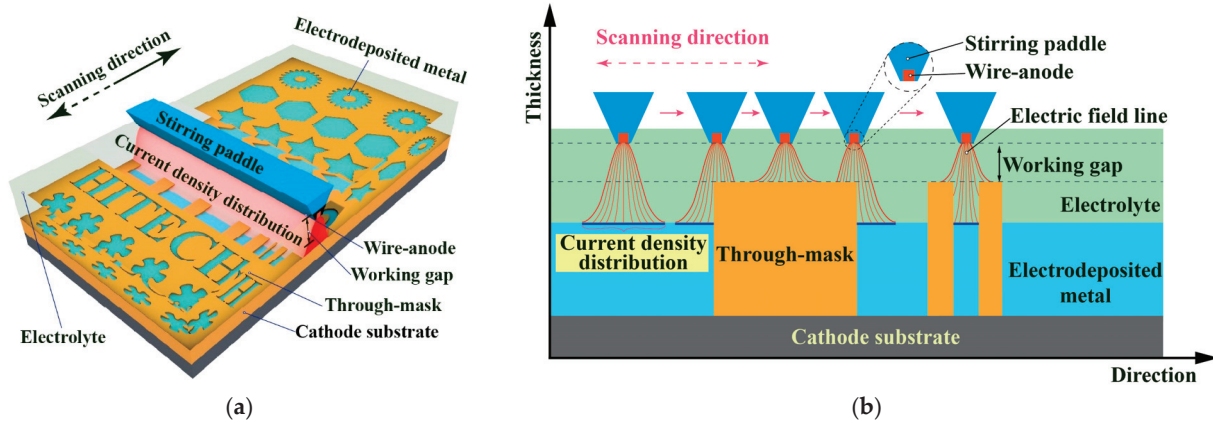 Electrodeposited
metal
Scanning direction
Stirring paddle
Current density
distribution
HITECH
H
Wire-anode
Working gap
Through-mask
Cathode substrate
Electrolyte
(a)
Thickness
Scanning direction
Stirring paddle
Wire-anode
Electric field line
Working gap
Electrolyte
Current density
distribution
Through-mask
Electrodeposited
metal
Cathode substrate
Direction
(b)